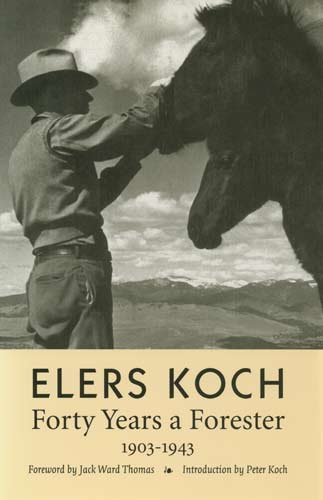 ELERS KOCH
Forty Years a Forester
1903-1943
Foreword by Jack Ward Thomas ❧ Introduction by Peter Koch